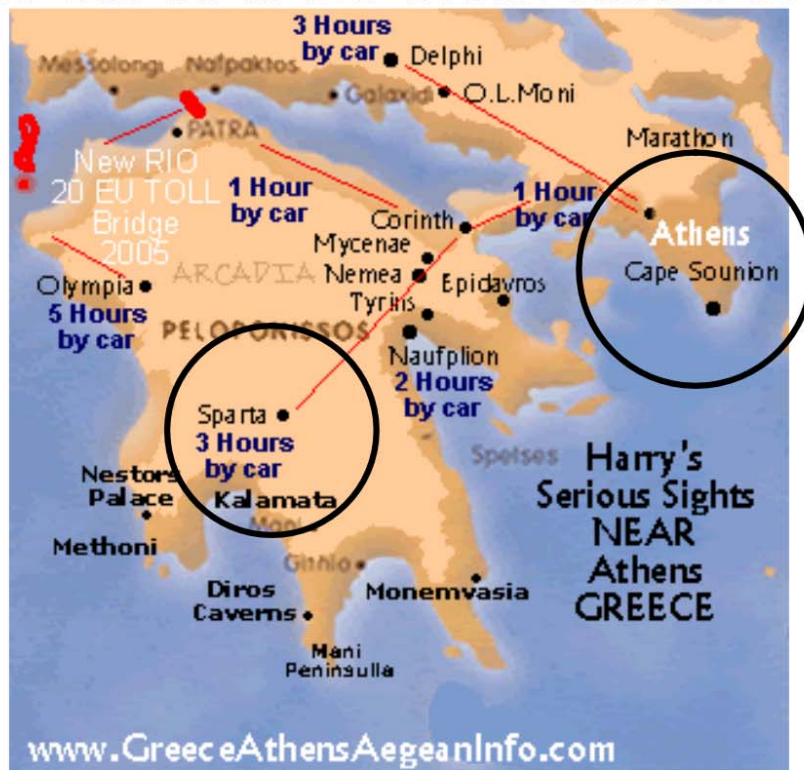 3 Hours
by car
Delphi
Messolongi
Nafpaktos
Galaxidi
O.L.Moni
PATRA
Marathon
New RIO
20 EU TOLL
Bridge
2005
1 Hour
by car
1 Hour
by car
Corinth
Athens
Mycenae
ARCADIA
Nemea
Epidavros
Cape Sounion
Olympia
Tyrins
5 Hours
by car
PELOPONISSOS
Naufplion
2 Hours
by car
Sparta
3 Hours
by car
Spetses
Harry's
Serious Sights
NEAR
Athens
GREECE
Nestors
Palace
Kalamata
Mani
Methoni
Githio
Diros
Caverns
Monemvasia
Mani
Peninsulla
www.GreeceAthensAegeanInfo.com